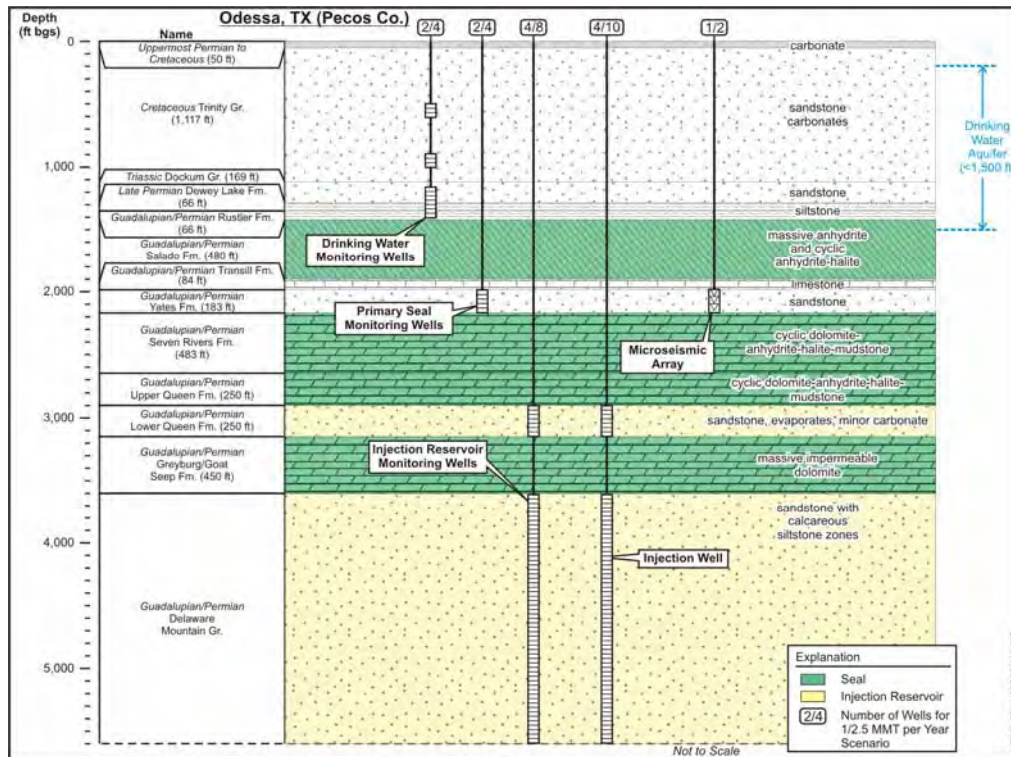 Depth
(ft bgs)
Name
Odessa, TX (Pecos Co.)
2/4
2/4
4/8
4/10
1/2
0
1,000
2,000
3,000
4,000
5,000
Uppermost Permian to
Cretaceous (50 ft)
Cretaceous Trinity Gr.
(1,117 ft)
Triassic Dockum Gr. (169 ft)
Late Permian Dewey Lake Fm.
(66 ft)
Guadalupian/Permian Rustler Fm.
(66 ft)
Guadalupian/Permian
Salado Fm. (480 ft)
Guadalupian/Permian Transill Fm.
(84 ft)
Guadalupian/Permian
Yates Fm. (183 ft)
Guadalupian/Permian
Seven Rivers Fm.
(483 ft)
Guadalupian/Permian
Upper Queen Fm. (250 ft)
Guadalupian/Permian
Lower Queen Fm. (250 ft)
Guadalupian/Permian
Greyburg/Goat
Seep Fm. (450 ft)
Guadalupian/Permian
Delaware
Mountain Gr.
Drinking Water
Monitoring Wells
Primary Seal
Monitoring Wells
Microseismic
Array
Injection Reservoir
Monitoring Wells
Injection Well
carbonate
sandstone
carbonates
sandstone
siltstone
massive anhydrite
and cyclic
anhydrite-halite
limestone
sandstone
cyclic dolomite-
anhydrite-halite-mudstone
cyclic dolomite-anhydrite-halite-
mudstone
sandstone, evaporates, minor carbonate
massive impermeable
dolomite
sandstone with
calcareous
siltstone zones
Drinking
Water
Aquifer
(<1,500 ft)
Explanation
Seal
Injection Reservoir
2/4
Number of Wells for
1/2.5 MMT per Year
Scenario
Not to Scale